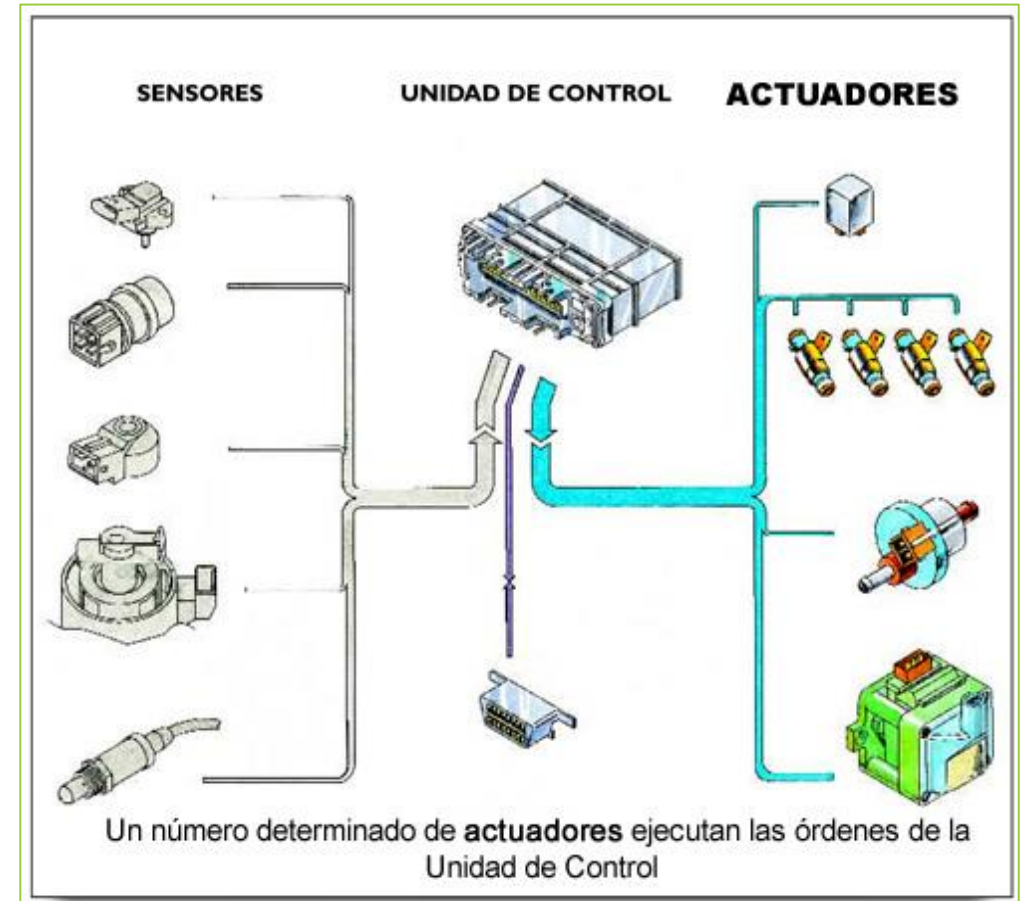 SENSORES
UNIDAD DE CONTROL
ACTUADORES
Un número determinado de actuadores ejecutan las órdenes de la
Unidad de Control